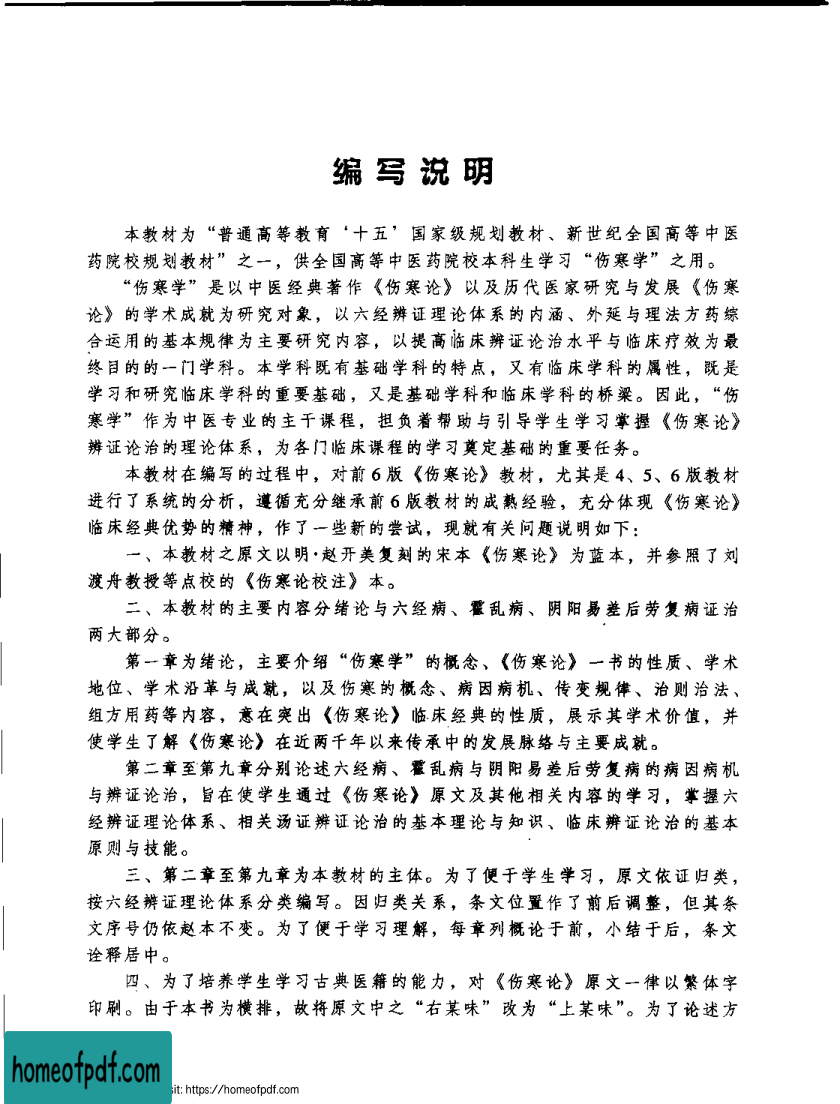 编写说明
本教材为“普通高等教育‘十五’国家级规划教材、新世纪全国高等中医
药院校规划教材”之一，供全国高等中医药院校本科生学习“伤寒学”之用。
“伤寒学”是以中医经典著作《伤寒论》以及历代医家研究与发展《伤寒
论》的学术成就为研究对象，以六经辨证理论体系的内涵、外延与理法方药综
合运用的基本规律为主要研究内容，以提高临床辨证论治水平与临床疗效为最
终目的的一门学科。本学科既有基础学科的特点，又有临床学科的属性，既是
学习和研究临床学科的重要基础，又是基础学科和临床学科的桥梁。因此，“伤
寒学”作为中医专业的主干课程，担负着帮助与引导学生学习掌握《伤寒论》
辨证论治的理论体系，为各门临床课程的学习奠定基础的重要任务。
本教材在编写的过程中，对前6版《伤寒论》教材，尤其是4、5、6版教材
进行了系统的分析，遵循充分继承前6版教材的成熟经验，充分体现《伤寒论》
临床经典优势的精神，作了一些新的尝试，现就有关问题说明如下：
一、本教材之原文以明·赵开美复刻的宋本《伤寒论》为蓝本，并参照了刘
渡舟教授等点校的《伤寒论校注》本。
二、本教材的主要内容分绪论与六经病、霍乱病、阴阳易差后劳复病证治
两大部分。
第一章为绪论，主要介绍“伤寒学”的概念、《伤寒论》一书的性质、学术
地位、学术沿革与成就，以及伤寒的概念、病因病机、传变规律、治则治法、
组方用药等内容，意在突出《伤寒论》临床经典的性质，展示其学术价值，并
使学生了解《伤寒论》在近两千年以来传承中的发展脉络与主要成就。
第二章至第九章分别论述六经病、霍乱病与阴阳易差后劳复病的病因病机
与辨证论治，旨在使学生通过《伤寒论》原文及其他相关内容的学习，掌握六
经辨证理论体系、相关汤证辨证论治的基本理论与知识、临床辨证论治的基本
原则与技能。
三、第二章至第九章为本教材的主体。为了便于学生学习，原文依证归类，
按六经辨证理论体系分类编写。因归类关系，条文位置作了前后调整，但其条
文序号仍依赵本不变。为了便于学习理解，每章列概论于前，小结于后，条文
诠释居中。
四、为了培养学生学习古典医籍的能力，对《伤寒论》原文一律以繁体字
印刷。由于本书为横排，故将原文中之“右某味”改为“上某味”。为了论述方
homeofpdf.com
sit: https://homeofpdf.com